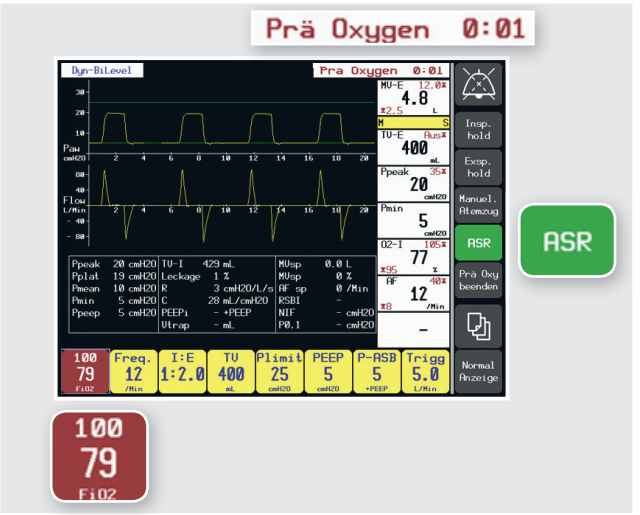 Prä Oxygen 0:01
Dyn-BiLevel
Pra Oxygen 0:01
30
20
10
Paw
cmH2O 2 4 6 8 10 12 14 16 18 20
80
40
Flow
L/Min 2 4 6 8 10 12 14 16 18 20
- 40
- 80
MV-E 12.0
4.8
2.5 L
M S
TV-E Aus
400
mL
Ppeak 35
20
cmH2O
Pmin
5
cmH2O
O2-I 105
77
95 %
AF 40
12
8 /Min
–
Insp.
hold
Exsp.
hold
Manuel.
Atemzug
ASR
Prä Oxy
beenden
Normal
Anzeige
Ppeak 20 cmH2O TV-I 429 mL MVsp 0.0 L
Pplat 19 cmH2O Leckage 1 % MVsp 0 %
Pmean 10 cmH2O R 3 cmH2O/L/s AF sp 0 /Min
Pmin 5 cmH2O C 28 mL/cmH2O RSBI –
Ppeep 5 cmH2O PEEPi – +PEEP NIF – cmH2O
Vtrap – mL P0.1 – cmH2O
100
79
FiO2
Freq.
12
/Min
I:E
1:2.0
TV
400
mL
Plimit
25
cmH2O
PEEP
5
cmH2O
P-ASB
5
+PEEP
Trigg
5.0
L/Min
ASR
100
79
FiO2